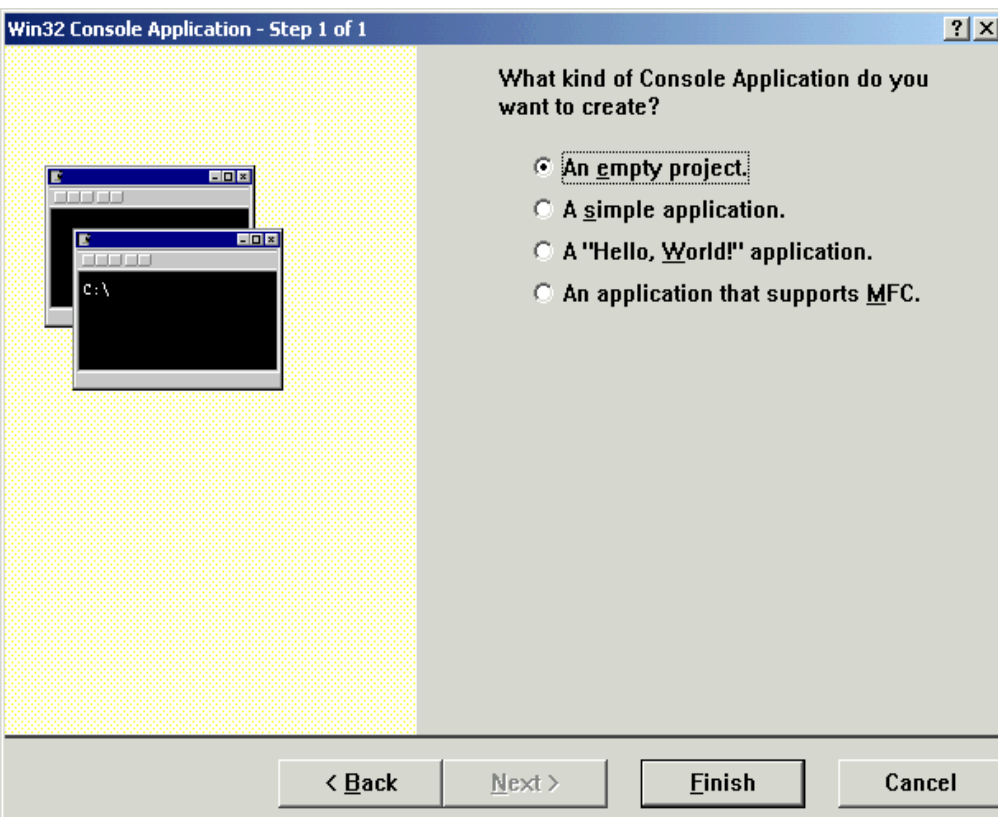 Win32 Console Application - Step 1 of 1
What kind of Console Application do you
want to create?
An empty project.
A simple application.
A "Hello, World!" application.
An application that supports MFC.
C:\
< Back
Next >
Finish
Cancel